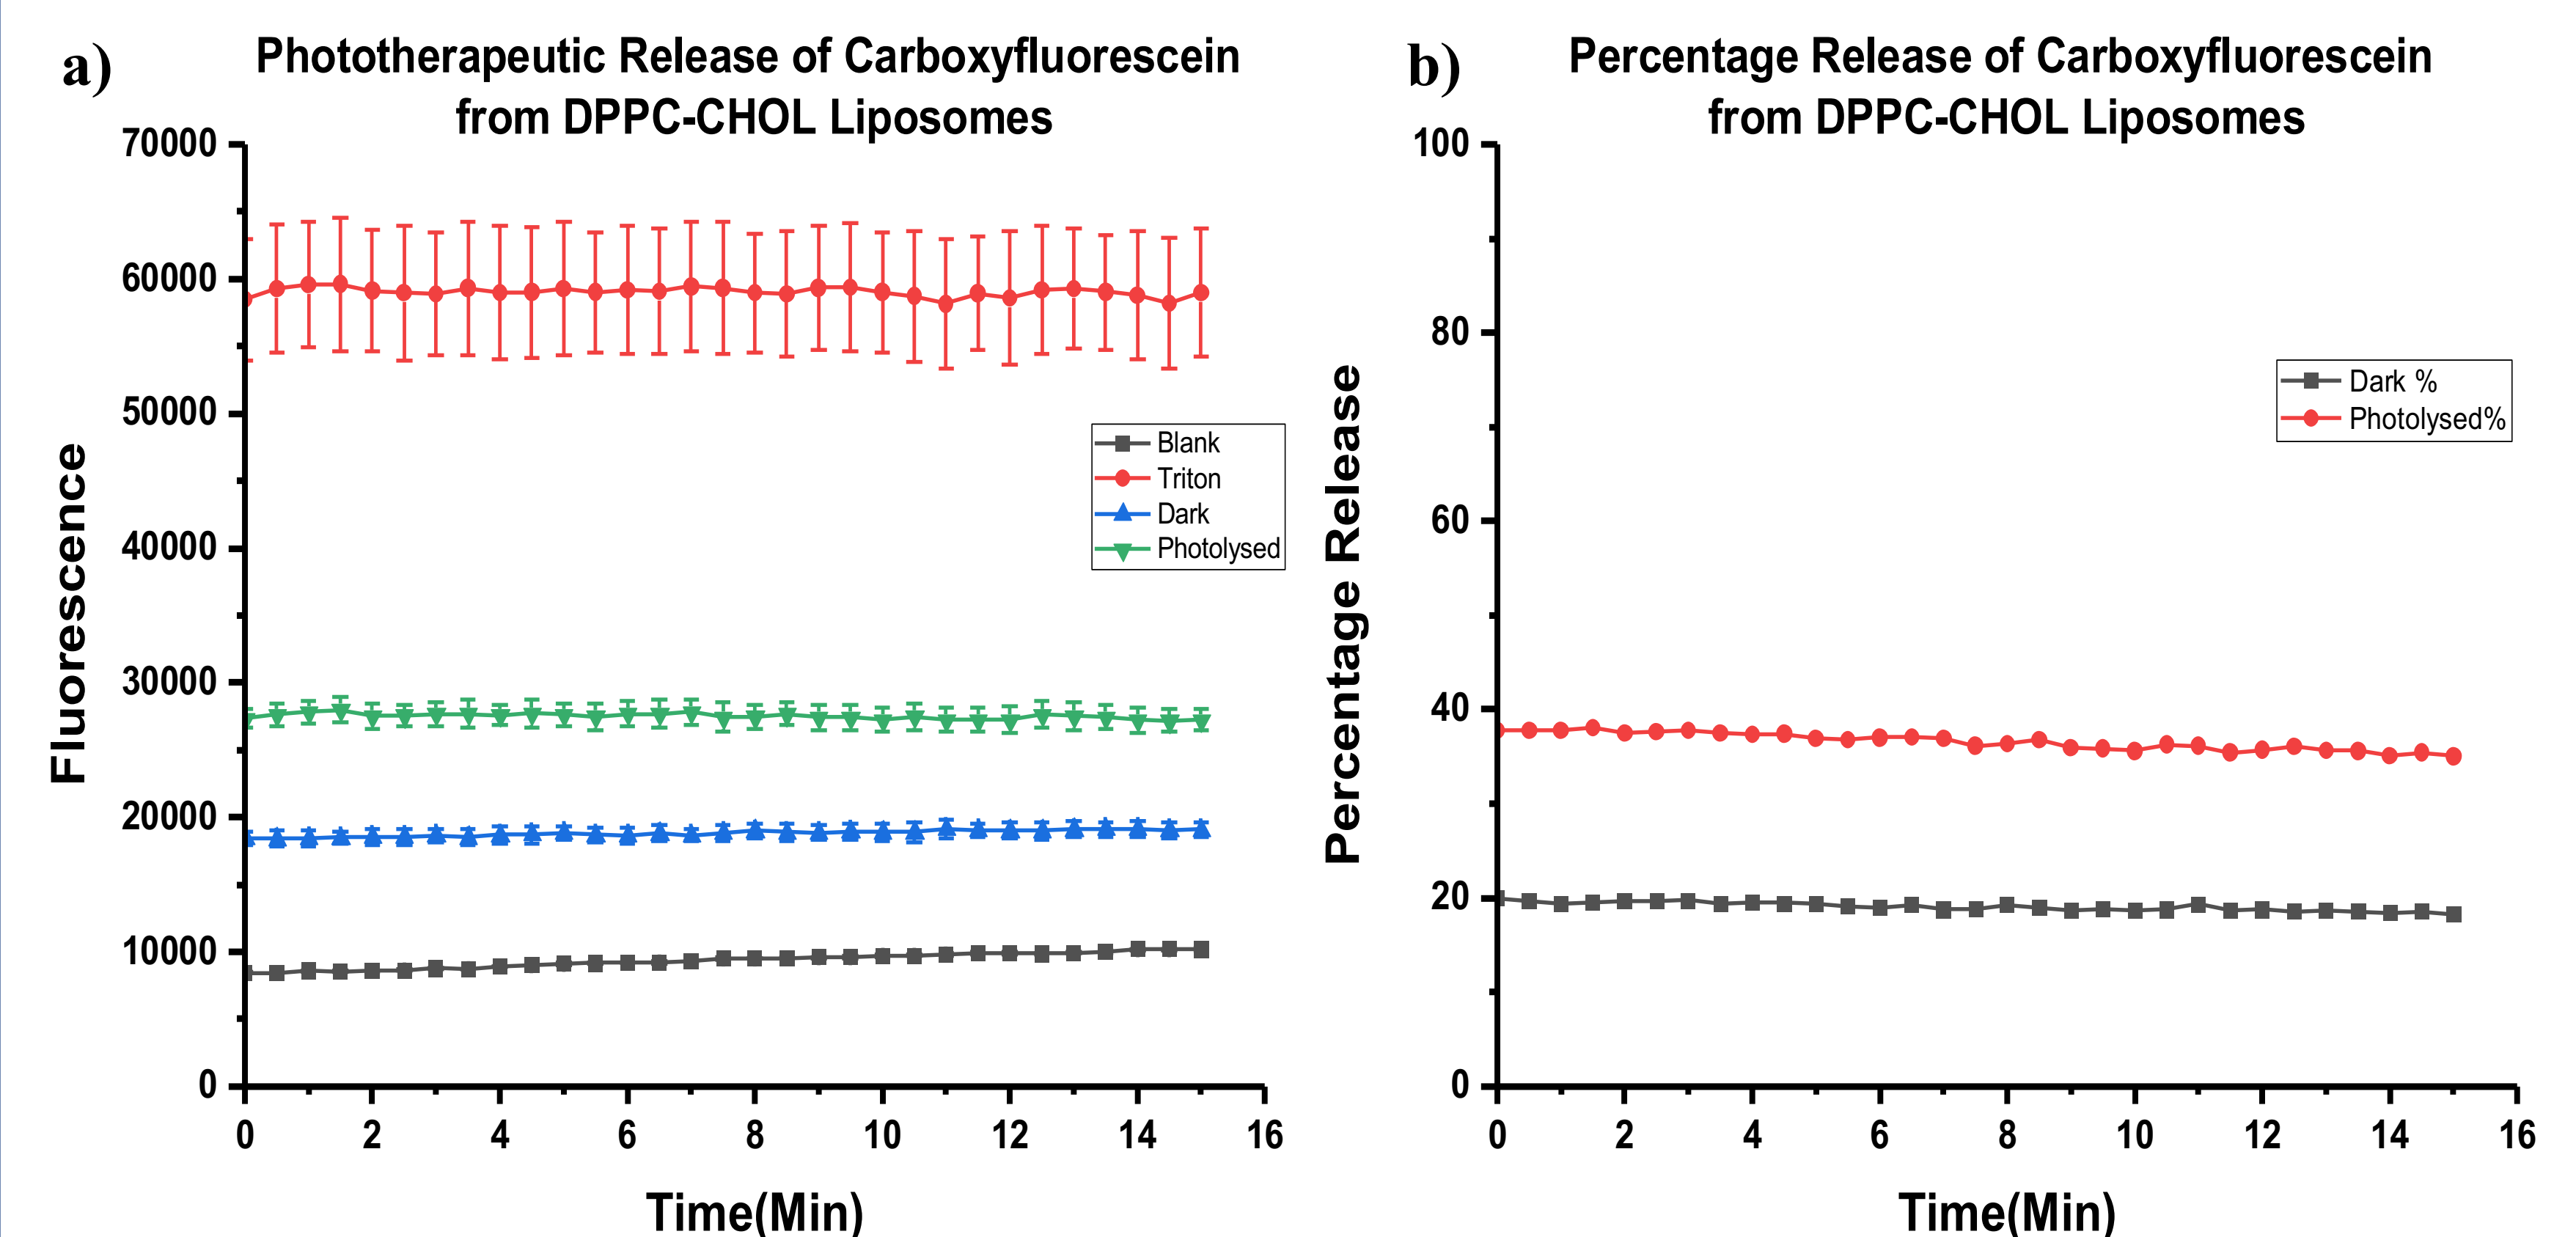 a)
Phototherapeutic Release of Carboxyfluorescein
from DPPC-CHOL Liposomes
70000
60000
50000
40000
30000
20000
10000
0
Fluorescence
Blank
Triton
Dark
Photolysed
0 2 4 6 8 10 12 14 16
Time(Min)
b)
Percentage Release of Carboxyfluorescein
from DPPC-CHOL Liposomes
100
80
60
40
20
0
Percentage Release
Dark %
Photolysed%
0 2 4 6 8 10 12 14 16
Time(Min)